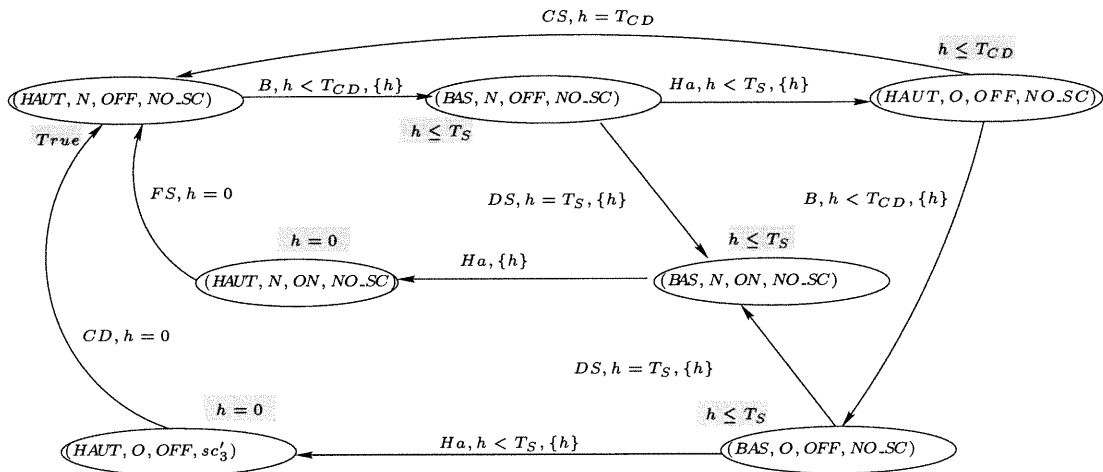 CS, h = T_CD
h ≤ T_CD
(HAUT, N, OFF, NO_SC)
B, h < T_CD, {h}
(BAS, N, OFF, NO_SC)
Ha, h < T_S, {h}
(HAUT, O, OFF, NO_SC)
True
h ≤ T_S
FS, h = 0
DS, h = T_S, {h}
B, h < T_CD, {h}
h = 0
h ≤ T_S
(HAUT, N, ON, NO_SC)
Ha, {h}
(BAS, N, ON, NO_SC)
CD, h = 0
DS, h = T_S, {h}
h = 0
h ≤ T_S
(HAUT, O, OFF, sc'_3)
Ha, h < T_S, {h}
(BAS, O, OFF, NO_SC)